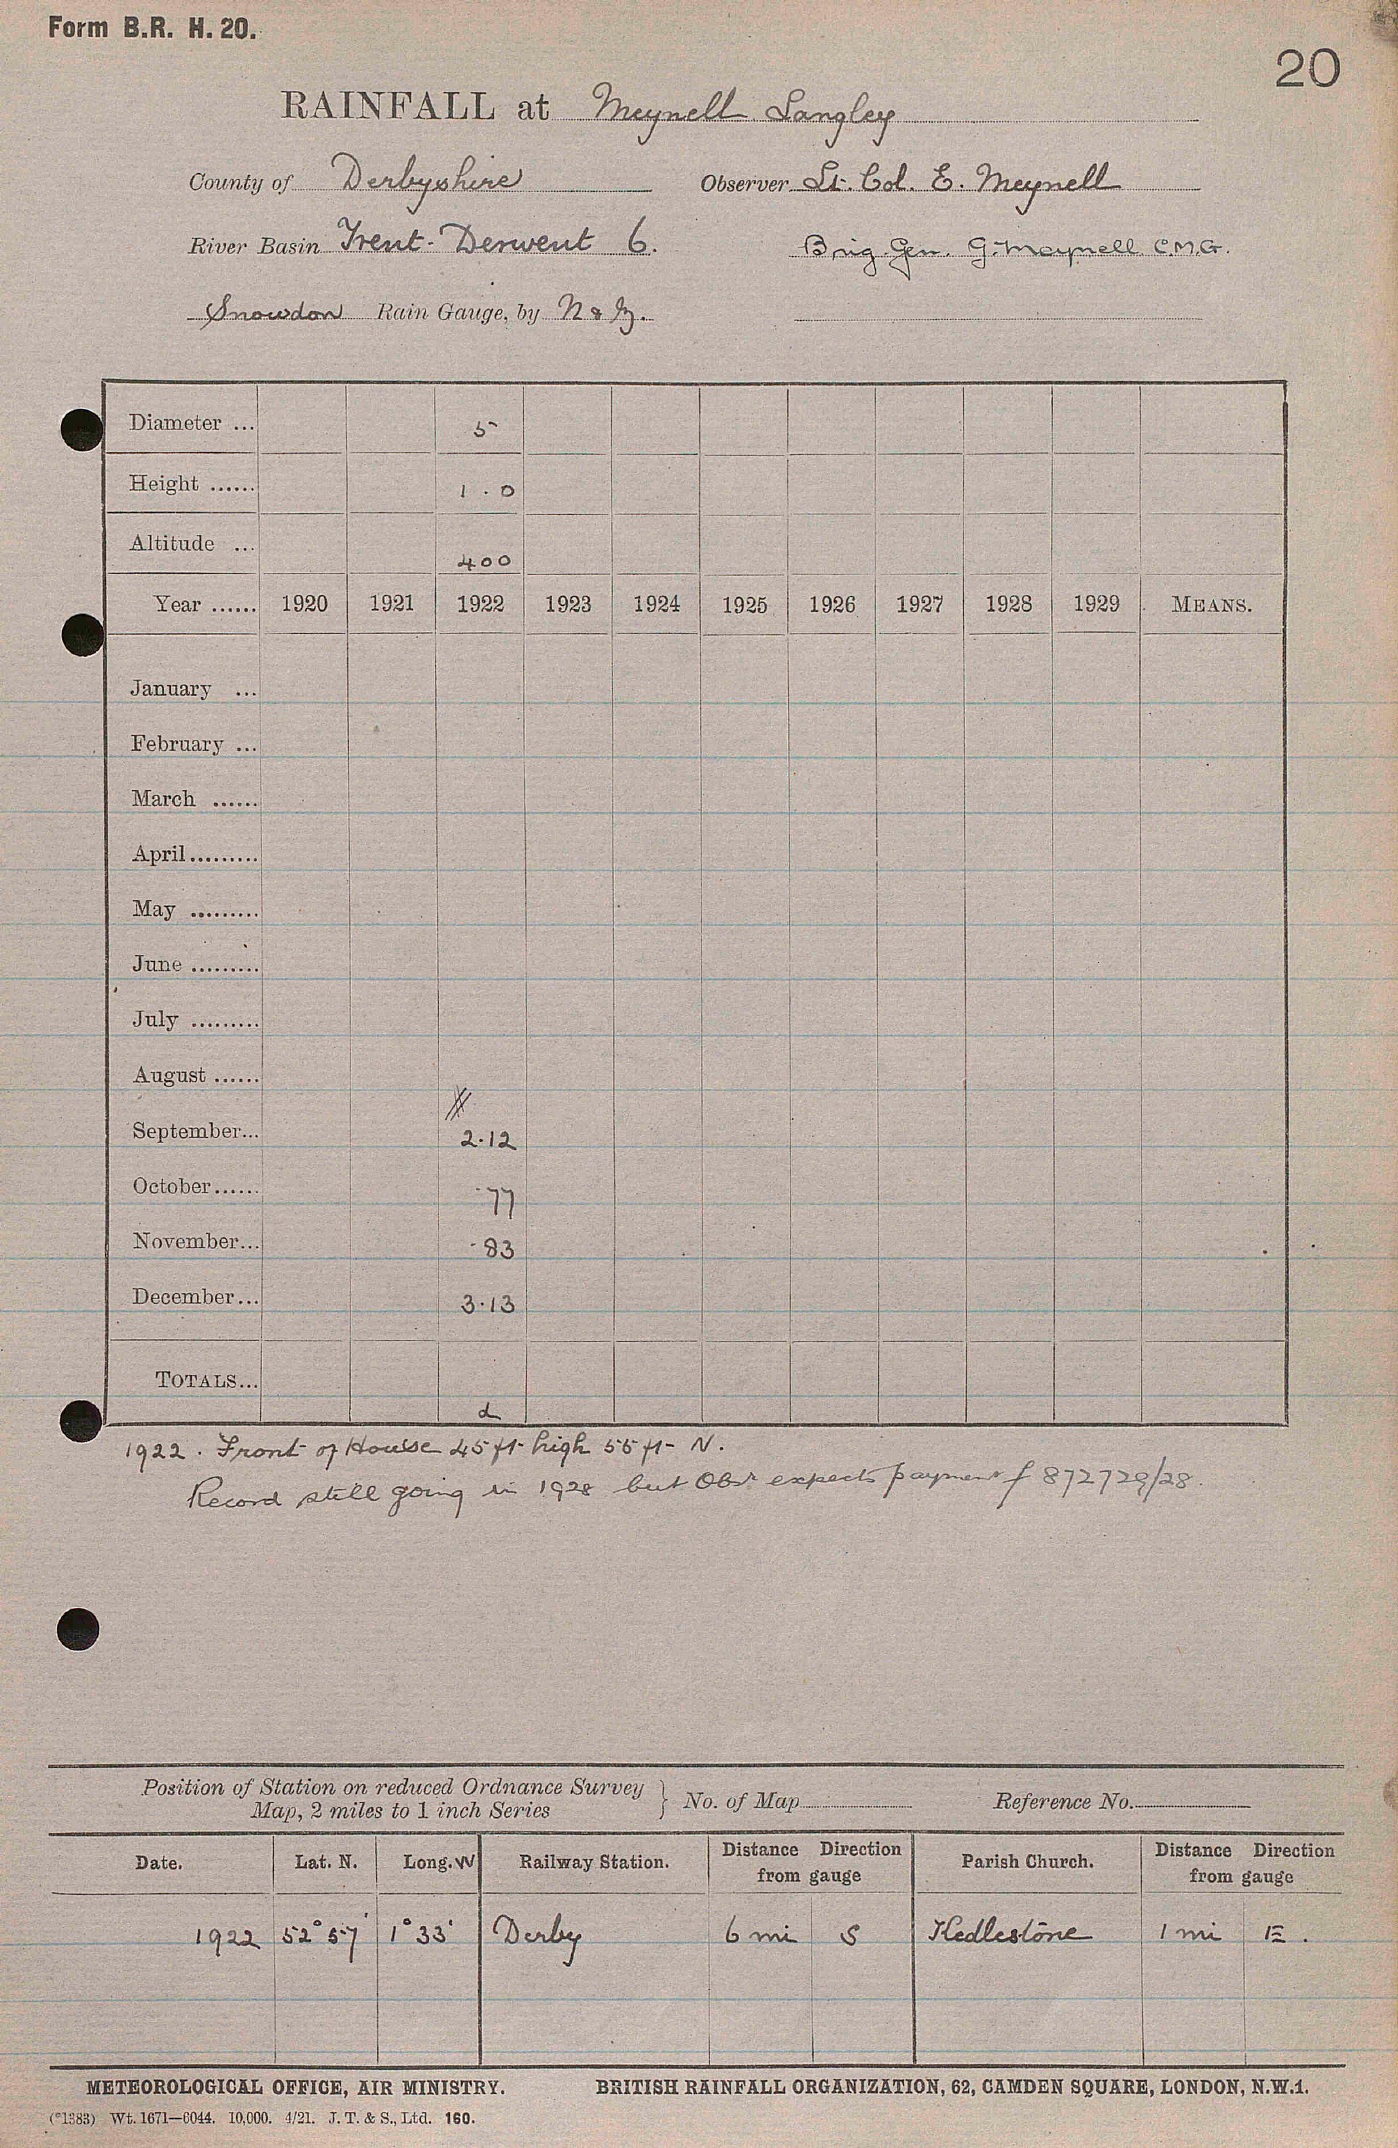 Form B.R. H. 20.
20
RAINFALL at Meynell Langley
County of Derbyshire Observer Lt. Col. E. Meynell
River Basin Trent-Derwent 6. Brig. Gen. G. Meynell C.M.G.
Snowdon Rain Gauge, by N & Z.
Diameter ... 5
Height ...... 1.0
Altitude ... 400
Year ...... 1920 1921 1922 1923 1924 1925 1926 1927 1928 1929 MEANS.
January ...
February ...
March ......
April.........
May .........
June .........
July .........
August ......
September... 2.12
October...... .77
November... .83
December... 3.13
TOTALS...
d
1922. Front of House 45 ft high 55 ft N.
Record still going in 1928 but Obsr expects payment f 872729/28.
Position of Station on reduced Ordnance Survey
Map, 2 miles to 1 inch Series } No. of Map Reference No.
Date. Lat. N. Long. W Railway Station. Distance Direction from gauge Parish Church. Distance Direction from gauge
1922 52° 57' 1° 33' Derby 6 mi S Kedlestone 1 mi E.
METEOROLOGICAL OFFICE, AIR MINISTRY. BRITISH RAINFALL ORGANIZATION, 62, CAMDEN SQUARE, LONDON, N.W.1.
(*1383) Wt. 1671—6044. 10,000. 4/21. J. T. & S., Ltd. 160.